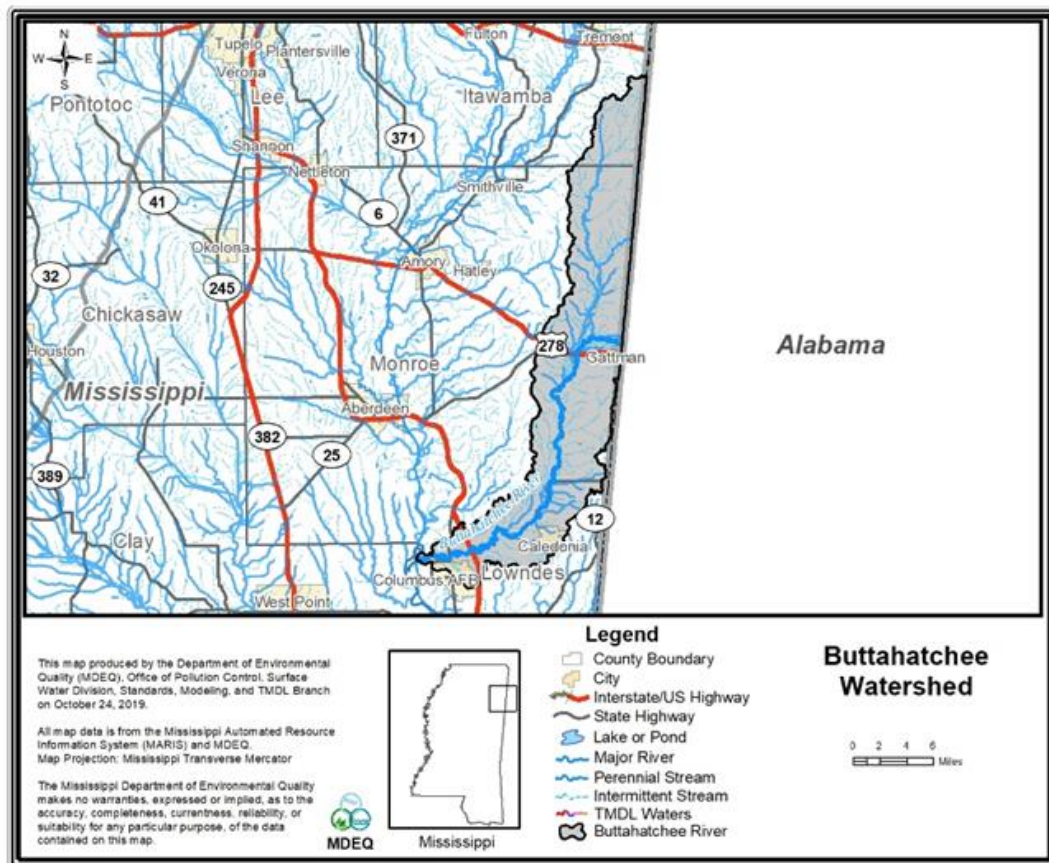 N
W E
S
Tupelo
Plantersville
Verona
Lee
Pontotoc
Fulton
Tremont
Itawamba
371
Shannon
Nettleton
Smithville
41
6
Okolona
Amory
Hatley
32
245
Chickasaw
278
Gattman
Alabama
Houston
Monroe
Mississippi
Aberdeen
382
25
389
Buttahatchee River
12
Clay
Caledonia
Columbus AFB
Lowndes
West Point
This map produced by the Department of Environmental
Quality (MDEQ), Office of Pollution Control, Surface
Water Division, Standards, Modeling, and TMDL Branch
on October 24, 2019.
All map data is from the Mississippi Automated Resource
Information System (MARIS) and MDEQ.
Map Projection: Mississippi Transverse Mercator
The Mississippi Department of Environmental Quality
makes no warranties, expressed or implied, as to the
accuracy, completeness, currentness, reliability, or
suitability for any particular purpose, of the data
contained on this map.
MDEQ
Mississippi
Legend
County Boundary
City
Interstate/US Highway
State Highway
Lake or Pond
Major River
Perennial Stream
Intermittent Stream
TMDL Waters
Buttahatchee River
Buttahatchee
Watershed
0 2 4 6
Miles